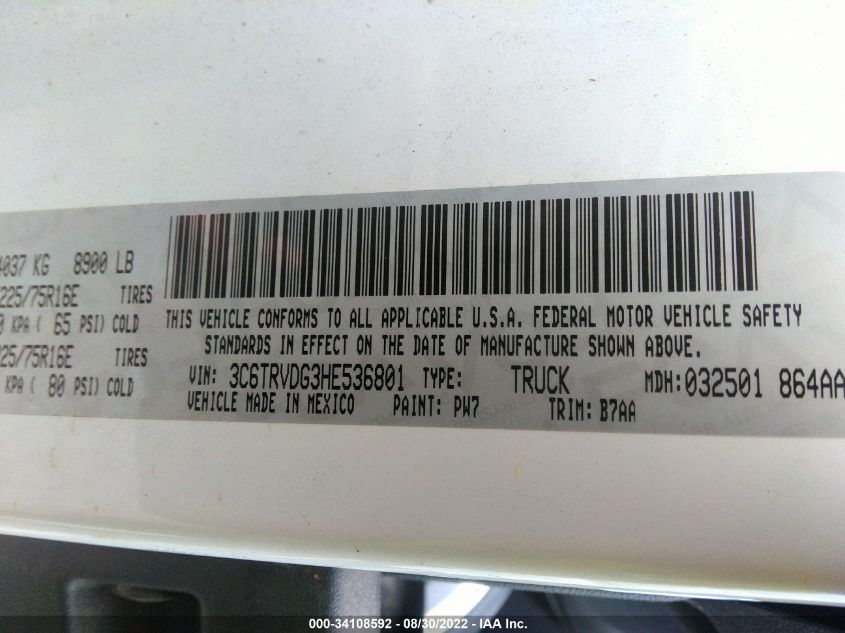 4037 KG 8900 LB
225/75R16E TIRES
0 KPA ( 65 PSI) COLD
225/75R16E TIRES
KPA ( 80 PSI) COLD
THIS VEHICLE CONFORMS TO ALL APPLICABLE U.S.A. FEDERAL MOTOR VEHICLE SAFETY
STANDARDS IN EFFECT ON THE DATE OF MANUFACTURE SHOWN ABOVE.
VIN: 3C6TRVDG3HE536801 TYPE: TRUCK MDH:032501 864AA
VEHICLE MADE IN MEXICO PAINT: PW7 TRIM: B7AA
000-34108592 - 08/30/2022 - IAA Inc.